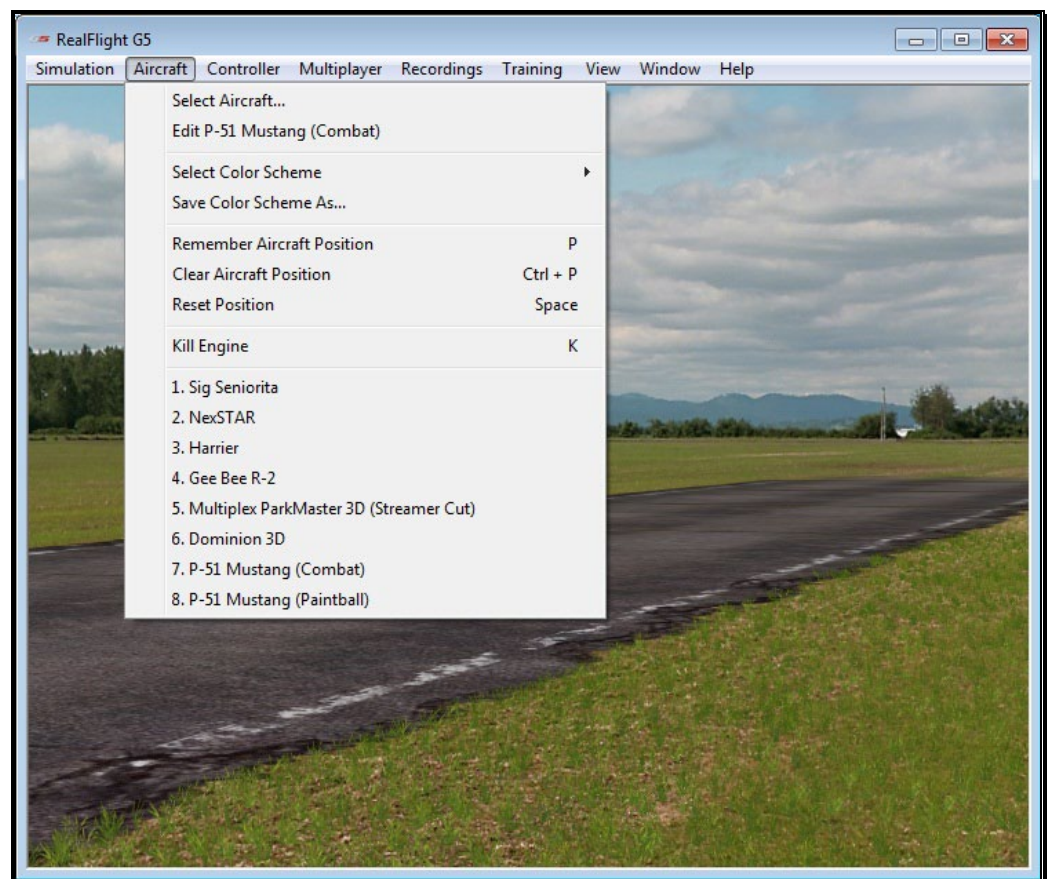 RealFlight G5
Simulation Aircraft Controller Multiplayer Recordings Training View Window Help
Select Aircraft...
Edit P-51 Mustang (Combat)
Select Color Scheme
Save Color Scheme As...
Remember Aircraft Position P
Clear Aircraft Position Ctrl + P
Reset Position Space
Kill Engine K
1. Sig Seniorita
2. NexSTAR
3. Harrier
4. Gee Bee R-2
5. Multiplex ParkMaster 3D (Streamer Cut)
6. Dominion 3D
7. P-51 Mustang (Combat)
8. P-51 Mustang (Paintball)